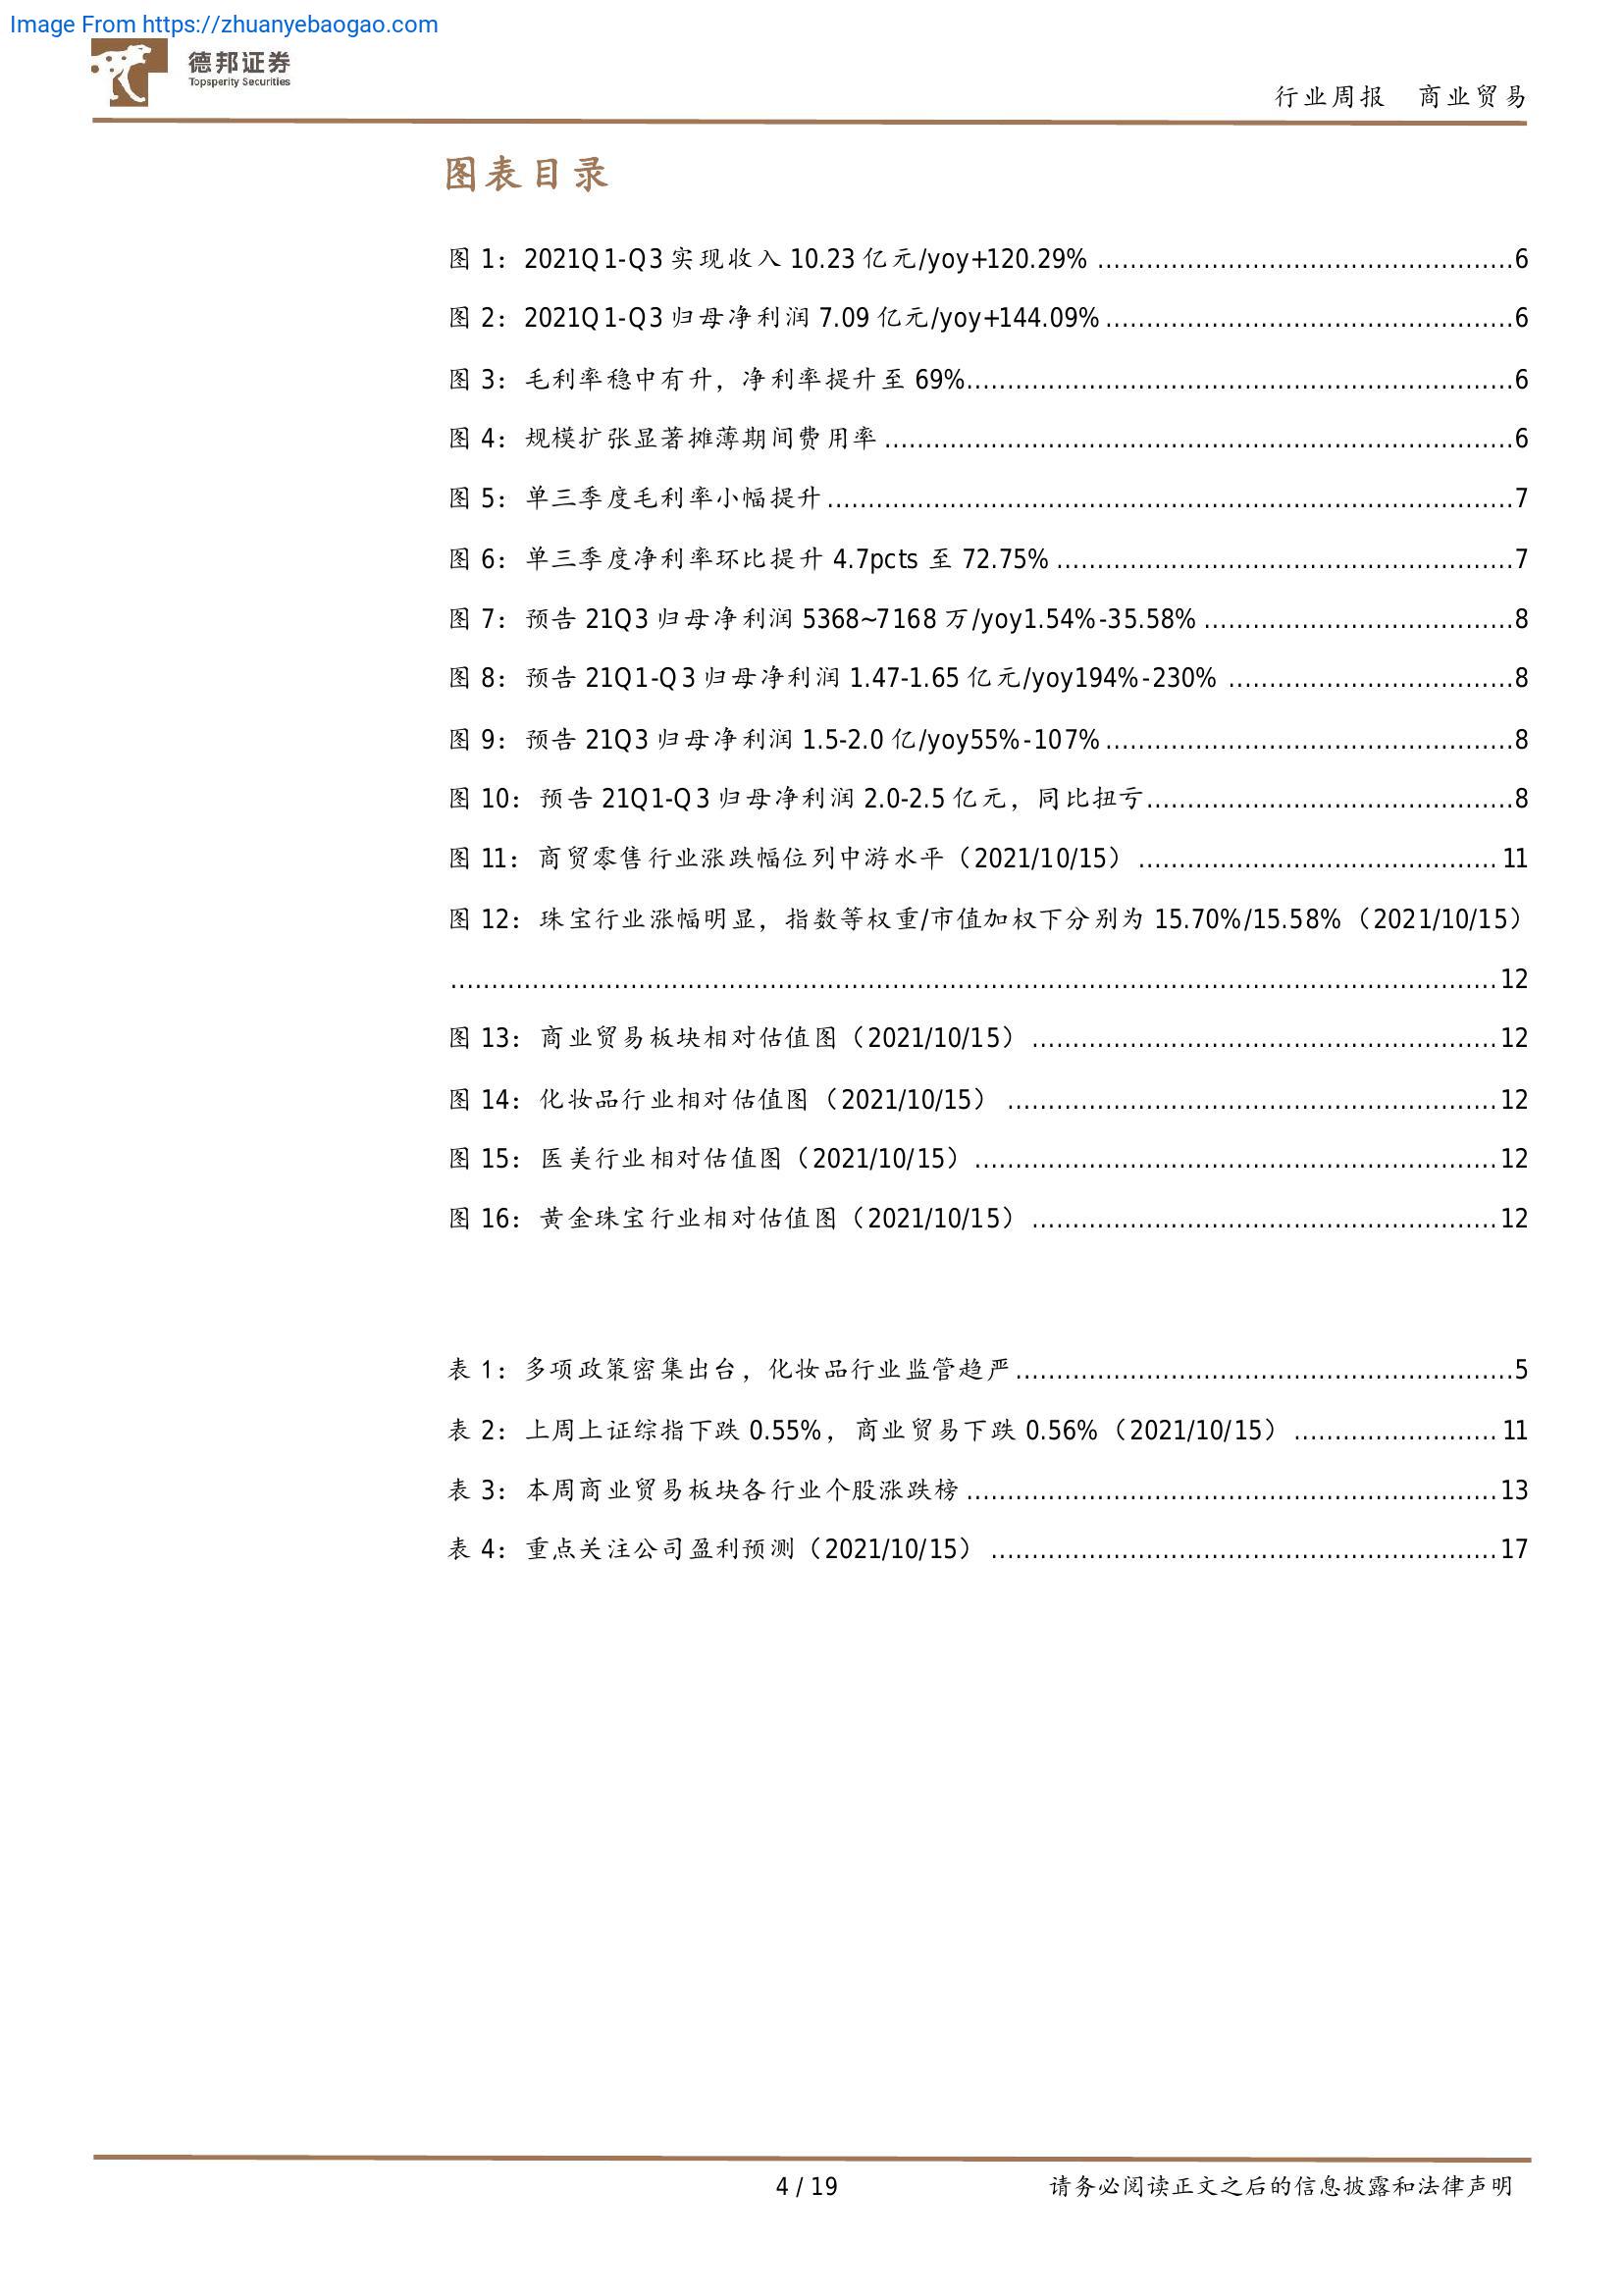 Image From https://zhuanyebaogao.com
德邦证券
Topsperity Securities
行业周报 商业贸易
图表目录
图 1：2021Q1-Q3 实现收入 10.23 亿元/yoy+120.29% ........................................6
图 2：2021Q1-Q3 归母净利润 7.09 亿元/yoy+144.09% ........................................6
图 3：毛利率稳中有升，净利率提升至 69%........................................6
图 4：规模扩张显著摊薄期间费用率 ........................................6
图 5：单三季度毛利率小幅提升 ........................................7
图 6：单三季度净利率环比提升 4.7pcts 至 72.75% ........................................7
图 7：预告 21Q3 归母净利润 5368~7168 万/yoy1.54%-35.58% ........................................8
图 8：预告 21Q1-Q3 归母净利润 1.47-1.65 亿元/yoy194%-230% ........................................8
图 9：预告 21Q3 归母净利润 1.5-2.0 亿/yoy55%-107% ........................................8
图 10：预告 21Q1-Q3 归母净利润 2.0-2.5 亿元，同比扭亏 ........................................8
图 11：商贸零售行业涨跌幅位列中游水平（2021/10/15） ........................................11
图 12：珠宝行业涨幅明显，指数等权重/市值加权下分别为 15.70%/15.58%（2021/10/15）
........................................12
图 13：商业贸易板块相对估值图（2021/10/15） ........................................12
图 14：化妆品行业相对估值图（2021/10/15） ........................................12
图 15：医美行业相对估值图（2021/10/15） ........................................12
图 16：黄金珠宝行业相对估值图（2021/10/15） ........................................12
表 1：多项政策密集出台，化妆品行业监管趋严 ........................................5
表 2：上周上证综指下跌 0.55%，商业贸易下跌 0.56%（2021/10/15） ........................................11
表 3：本周商业贸易板块各行业个股涨跌榜 ........................................13
表 4：重点关注公司盈利预测（2021/10/15） ........................................17
4 / 19
请务必阅读正文之后的信息披露和法律声明